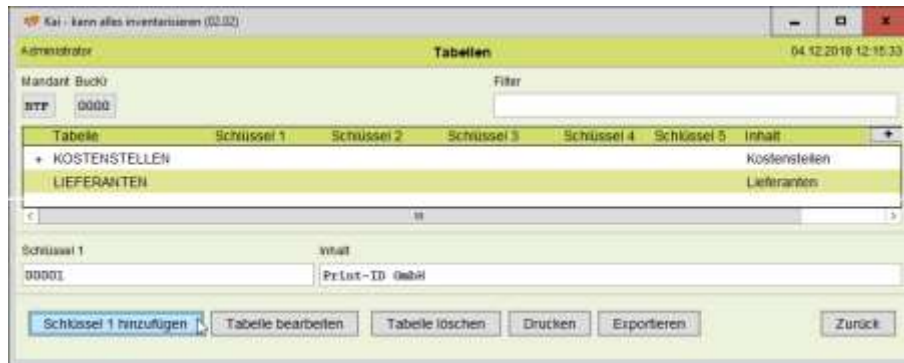 Kai - kann alles inventarisieren (02.02)
Administrator Tabellen 04.12.2018 12:15:33
Mandant BucKr Filter
NTP 0000
Tabelle Schlüssel 1 Schlüssel 2 Schlüssel 3 Schlüssel 4 Schlüssel 5 Inhalt +
+ KOSTENSTELLEN Kostenstellen
LIEFERANTEN Lieferanten
Schlüssel 1 Inhalt
00001 Print-ID GmbH
Schlüssel 1 hinzufügen Tabelle bearbeiten Tabelle löschen Drucken Exportieren Zurück